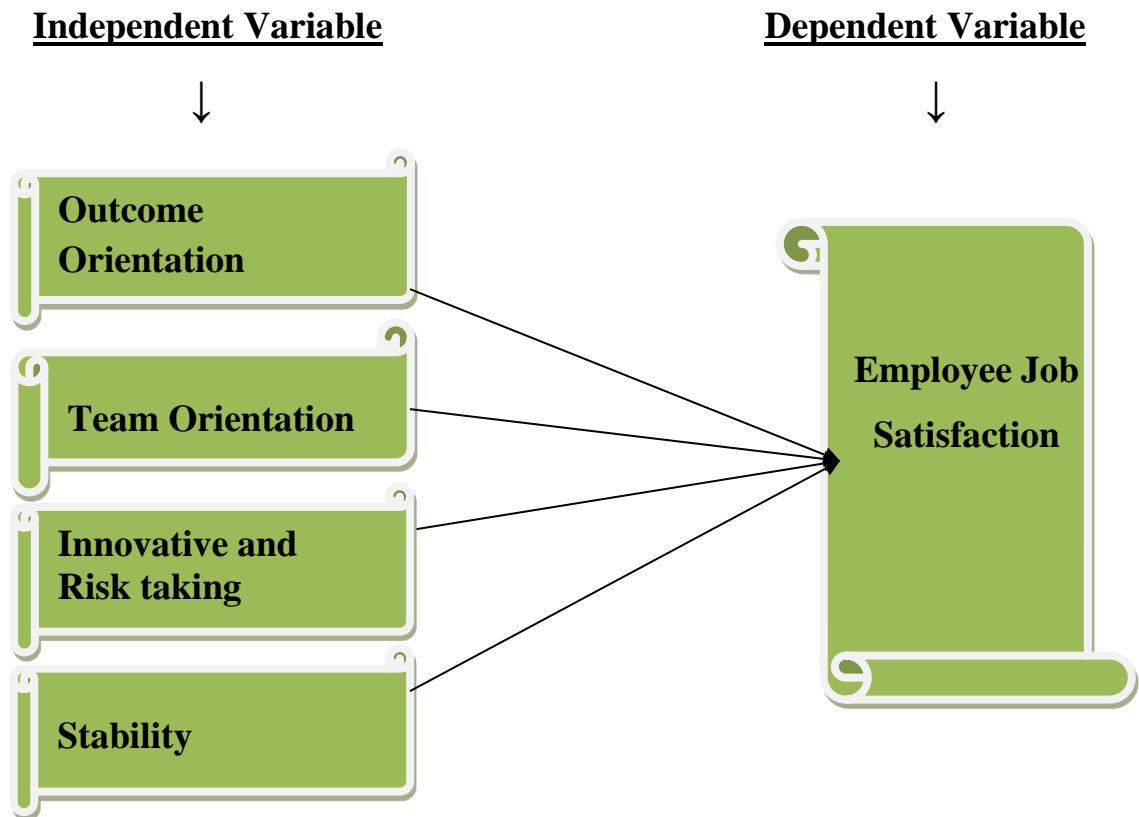 Independent Variable
Dependent Variable
↓
↓
Outcome
Orientation
Team Orientation
Innovative and
Risk taking
Stability
Employee Job
Satisfaction